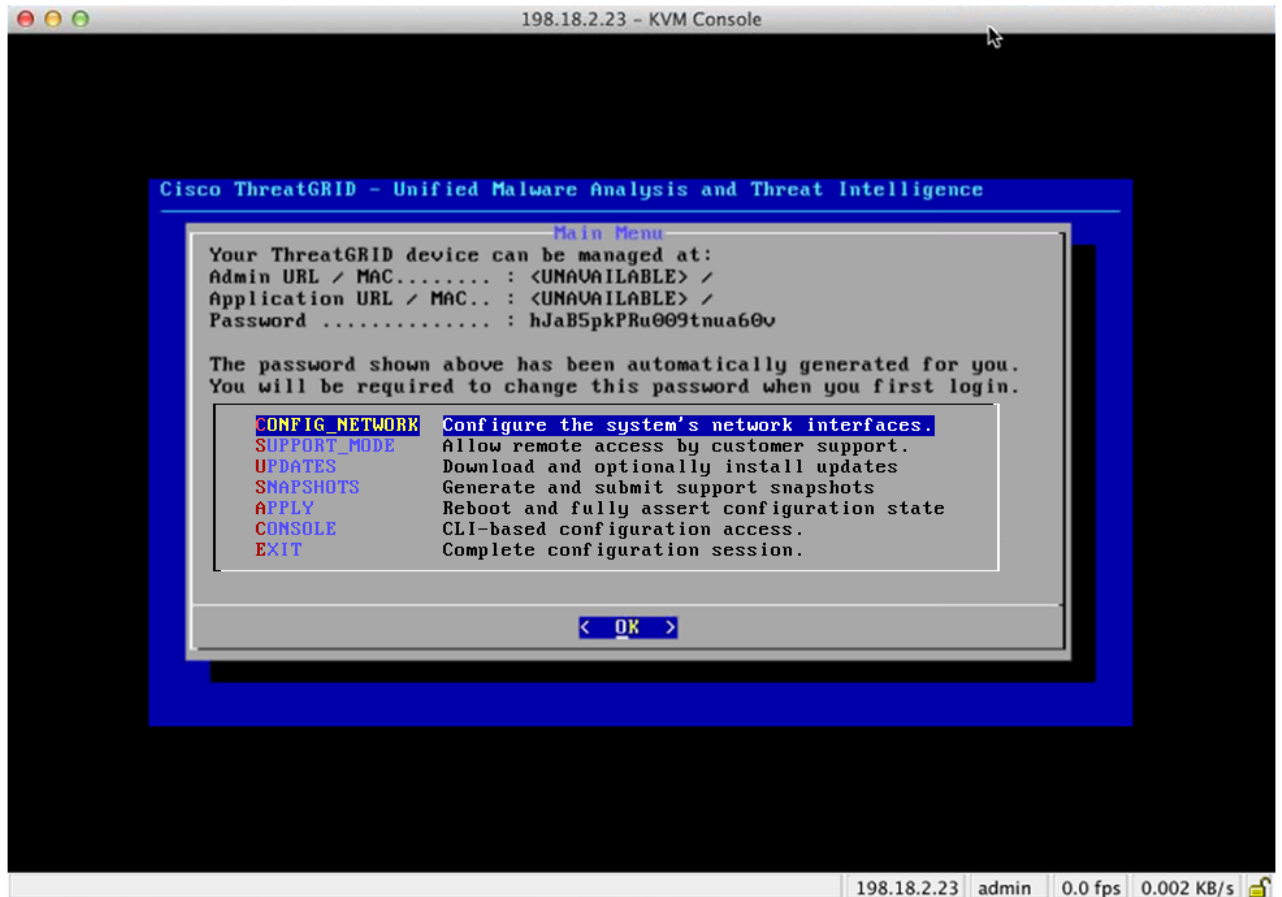 198.18.2.23 – KVM Console
Cisco ThreatGRID - Unified Malware Analysis and Threat Intelligence
Main Menu
Your ThreatGRID device can be managed at:
Admin URL / MAC........ : <UNAVAILABLE> /
Application URL / MAC.. : <UNAVAILABLE> /
Password .............. : hJaB5pkPRu009tnua60v
The password shown above has been automatically generated for you.
You will be required to change this password when you first login.
CONFIG_NETWORK Configure the system's network interfaces.
SUPPORT_MODE Allow remote access by customer support.
UPDATES Download and optionally install updates
SNAPSHOTS Generate and submit support snapshots
APPLY Reboot and fully assert configuration state
CONSOLE CLI-based configuration access.
EXIT Complete configuration session.
< OK >
198.18.2.23 admin 0.0 fps 0.002 KB/s